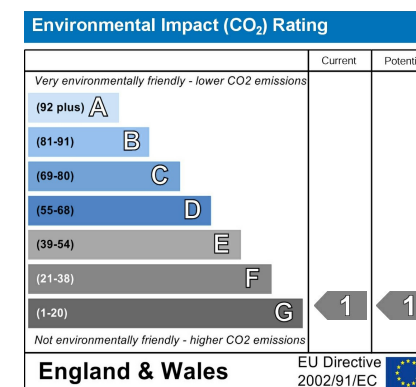 Environmental Impact (CO₂) Rating
Current Potenti
Very environmentally friendly - lower CO2 emissions
(92 plus) A
(81-91) B
(69-80) C
(55-68) D
(39-54) E
(21-38) F
(1-20) G 1 1
Not environmentally friendly - higher CO2 emissions
England & Wales
EU Directive
2002/91/EC